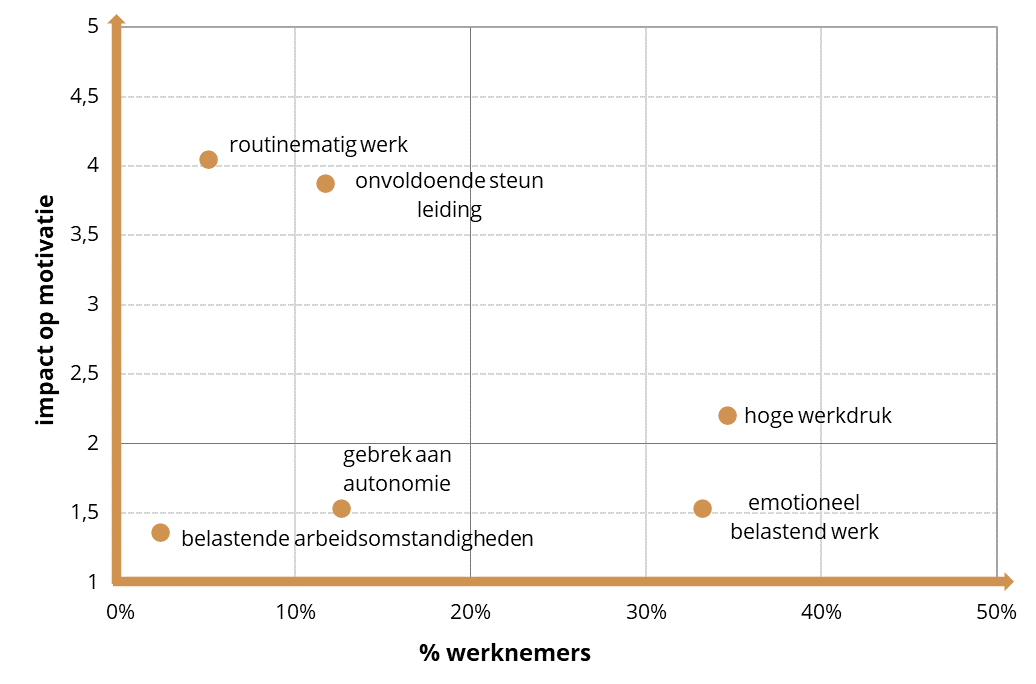 5
4,5
routinematig werk
4
onvoldoende steun
leiding
3,5
impact op motivatie
3
2,5
hoge werkdruk
2
gebrek aan
autonomie
emotioneel
belastend werk
1,5
belastende arbeidsomstandigheden
1
0% 10% 20% 30% 40% 50%
% werknemers